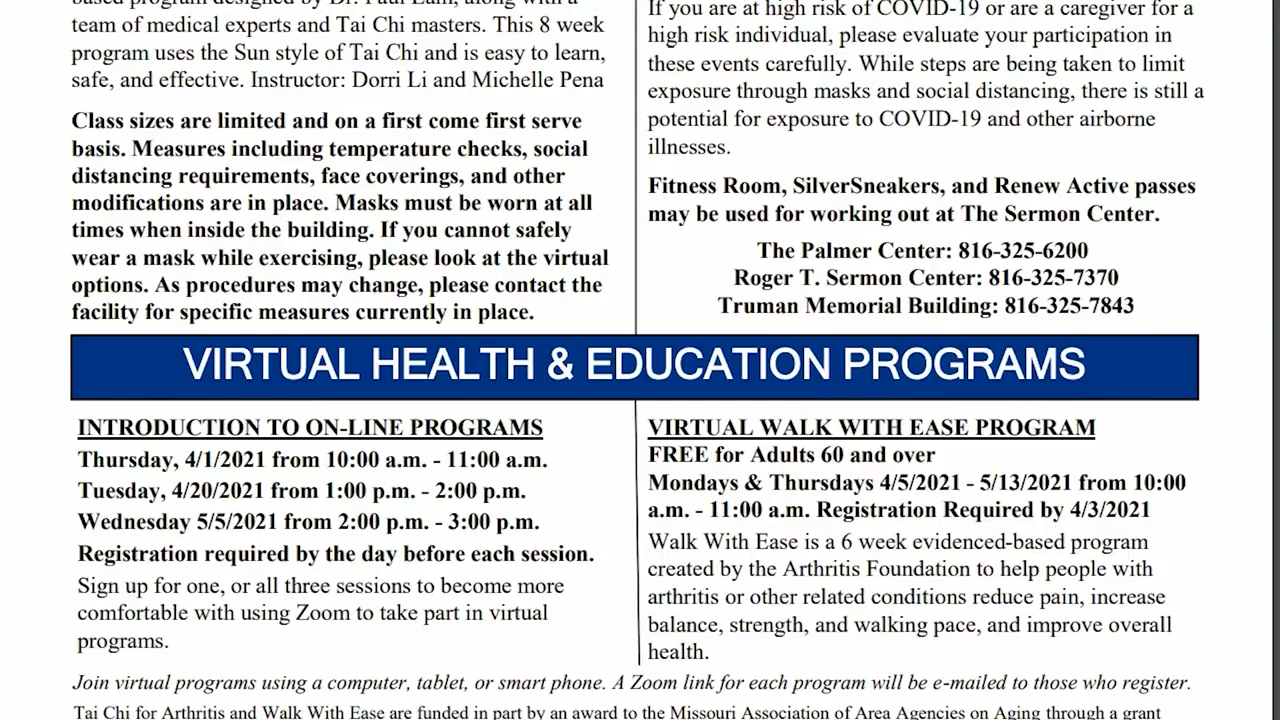 based program designed by Dr. Paul Lam, along with a
team of medical experts and Tai Chi masters. This 8 week
program uses the Sun style of Tai Chi and is easy to learn,
safe, and effective. Instructor: Dorri Li and Michelle Pena
Class sizes are limited and on a first come first serve
basis. Measures including temperature checks, social
distancing requirements, face coverings, and other
modifications are in place. Masks must be worn at all
times when inside the building. If you cannot safely
wear a mask while exercising, please look at the virtual
options. As procedures may change, please contact the
facility for specific measures currently in place.
If you are at high risk of COVID-19 or are a caregiver for a
high risk individual, please evaluate your participation in
these events carefully. While steps are being taken to limit
exposure through masks and social distancing, there is still a
potential for exposure to COVID-19 and other airborne
illnesses.
Fitness Room, SilverSneakers, and Renew Active passes
may be used for working out at The Sermon Center.
The Palmer Center: 816-325-6200
Roger T. Sermon Center: 816-325-7370
Truman Memorial Building: 816-325-7843
VIRTUAL HEALTH & EDUCATION PROGRAMS
INTRODUCTION TO ON-LINE PROGRAMS
Thursday, 4/1/2021 from 10:00 a.m. - 11:00 a.m.
Tuesday, 4/20/2021 from 1:00 p.m. - 2:00 p.m.
Wednesday 5/5/2021 from 2:00 p.m. - 3:00 p.m.
Registration required by the day before each session.
Sign up for one, or all three sessions to become more
comfortable with using Zoom to take part in virtual
programs.
VIRTUAL WALK WITH EASE PROGRAM
FREE for Adults 60 and over
Mondays & Thursdays 4/5/2021 - 5/13/2021 from 10:00
a.m. - 11:00 a.m. Registration Required by 4/3/2021
Walk With Ease is a 6 week evidenced-based program
created by the Arthritis Foundation to help people with
arthritis or other related conditions reduce pain, increase
balance, strength, and walking pace, and improve overall
health.
Join virtual programs using a computer, tablet, or smart phone. A Zoom link for each program will be e-mailed to those who register.
Tai Chi for Arthritis and Walk With Ease are funded in part by an award to the Missouri Association of Area Agencies on Aging through a grant